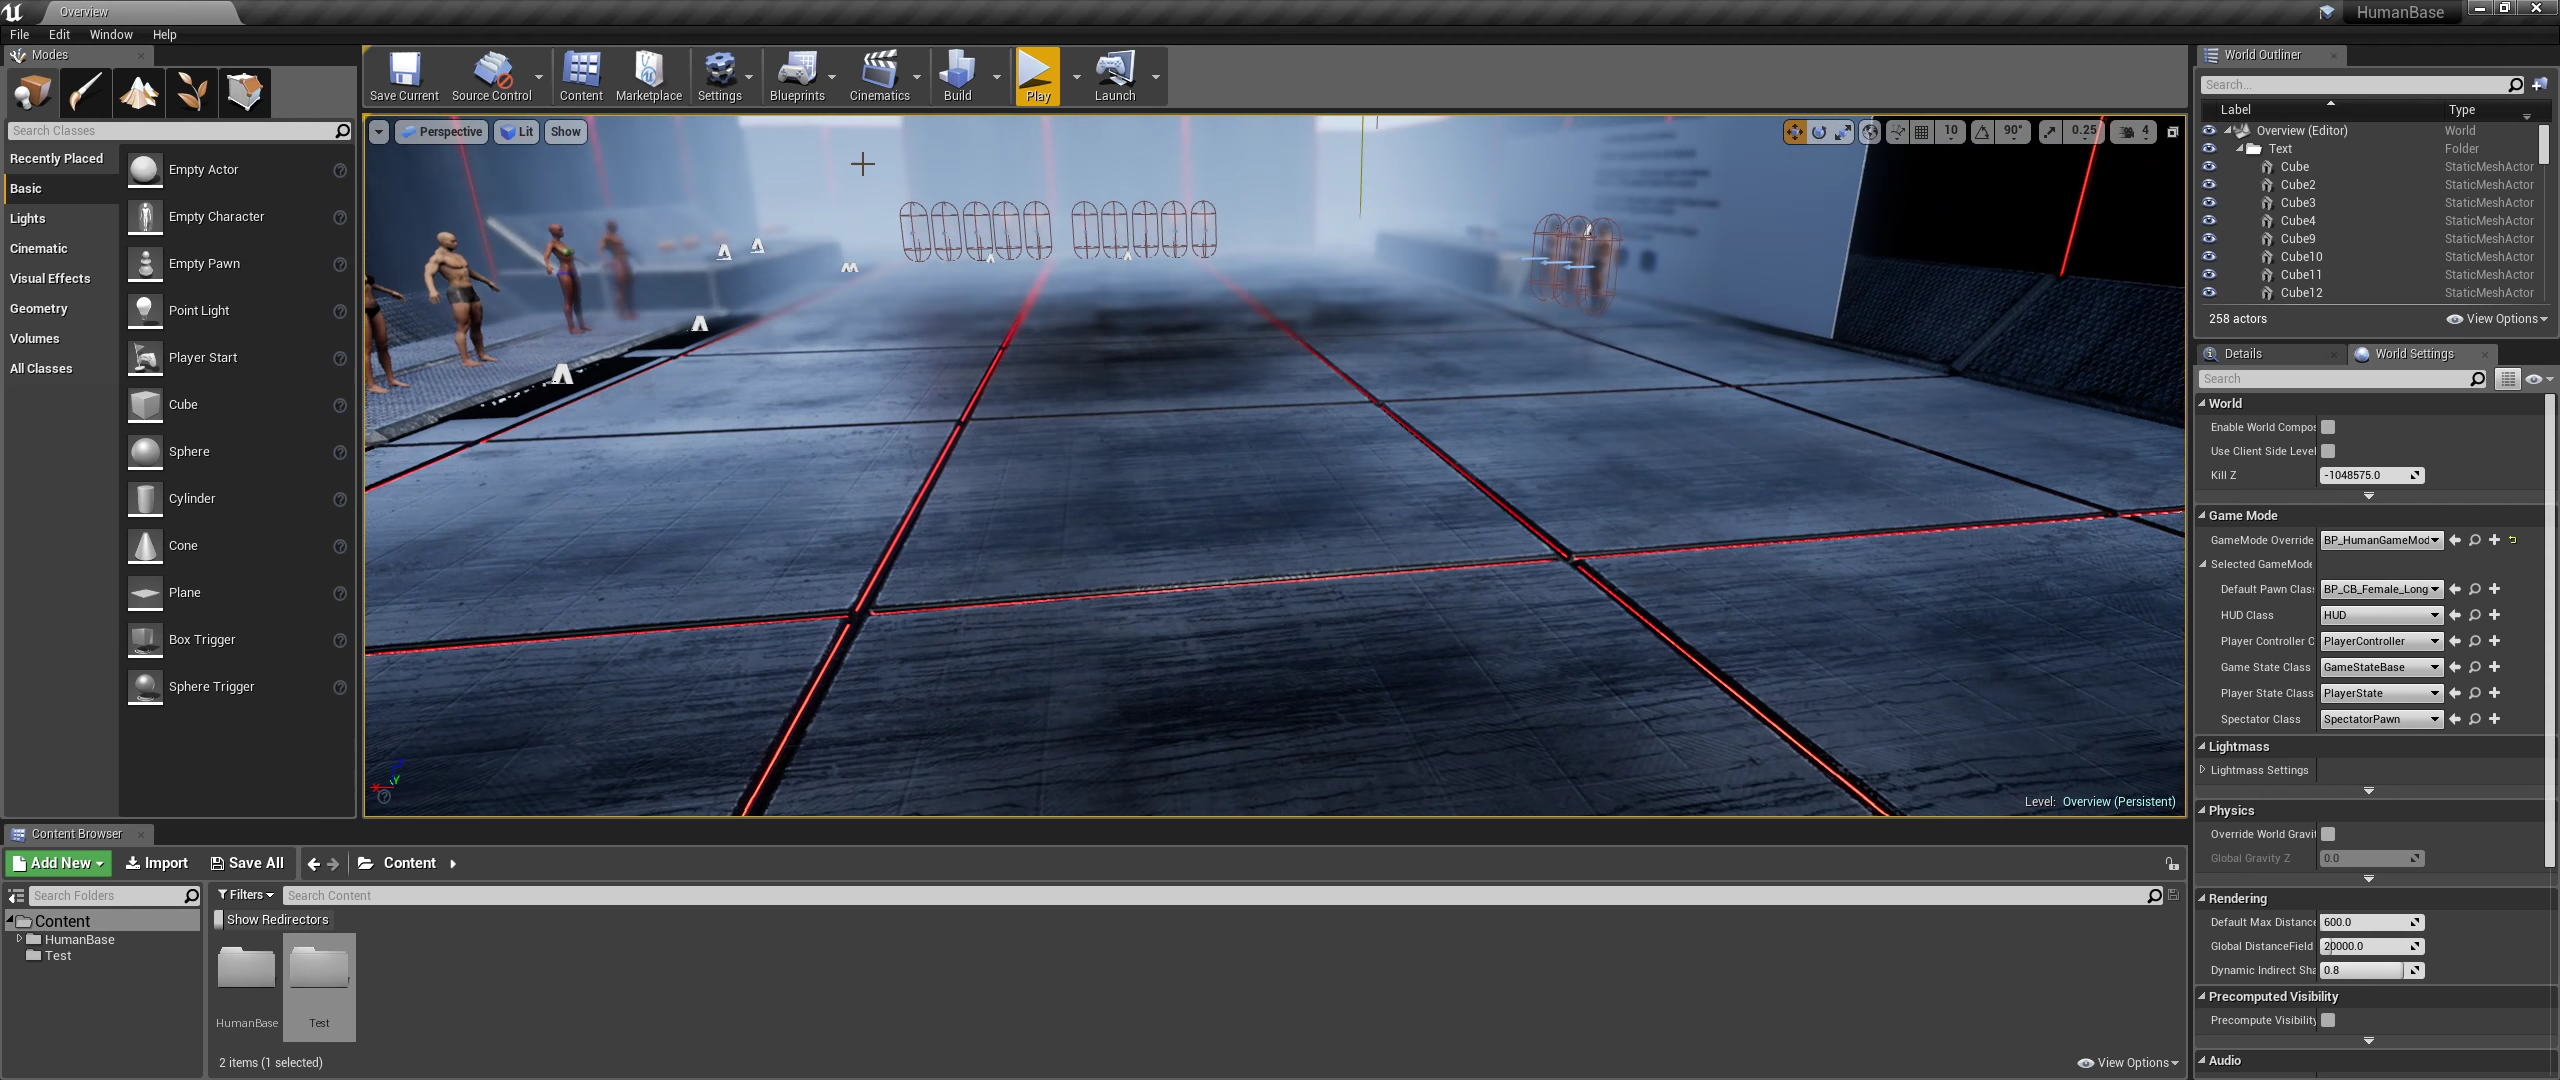 Overview
HumanBase
File Edit Window Help
Modes
Search Classes
Recently Placed
Basic
Lights
Cinematic
Visual Effects
Geometry
Volumes
All Classes
Empty Actor
Empty Character
Empty Pawn
Point Light
Player Start
Cube
Sphere
Cylinder
Cone
Plane
Box Trigger
Sphere Trigger
Save Current Source Control Content Marketplace Settings Blueprints Cinematics Build Play Launch
Perspective Lit Show
10 90° 0.25 4
Level: Overview (Persistent)
World Outliner
Search...
Label Type
Overview (Editor) World
Text Folder
Cube StaticMeshActor
Cube2 StaticMeshActor
Cube3 StaticMeshActor
Cube4 StaticMeshActor
Cube9 StaticMeshActor
Cube10 StaticMeshActor
Cube11 StaticMeshActor
Cube12 StaticMeshActor
258 actors View Options
Details World Settings
Search
World
Enable World Compos
Use Client Side Level
Kill Z -1048575.0
Game Mode
GameMode Override BP_HumanGameMod
Selected GameMode
Default Pawn Clas BP_CB_Female_Long
HUD Class HUD
Player Controller C PlayerController
Game State Class GameStateBase
Player State Class PlayerState
Spectator Class SpectatorPawn
Lightmass
Lightmass Settings
Physics
Override World Gravit
Global Gravity Z 0.0
Rendering
Default Max Distance 600.0
Global DistanceField 20000.0
Dynamic Indirect Sha 0.8
Precomputed Visibility
Precompute Visibility
Audio
Content Browser
Add New Import Save All Content
Search Folders
Content
HumanBase
Test
Filters Search Content
Show Redirectors
HumanBase Test
2 items (1 selected) View Options